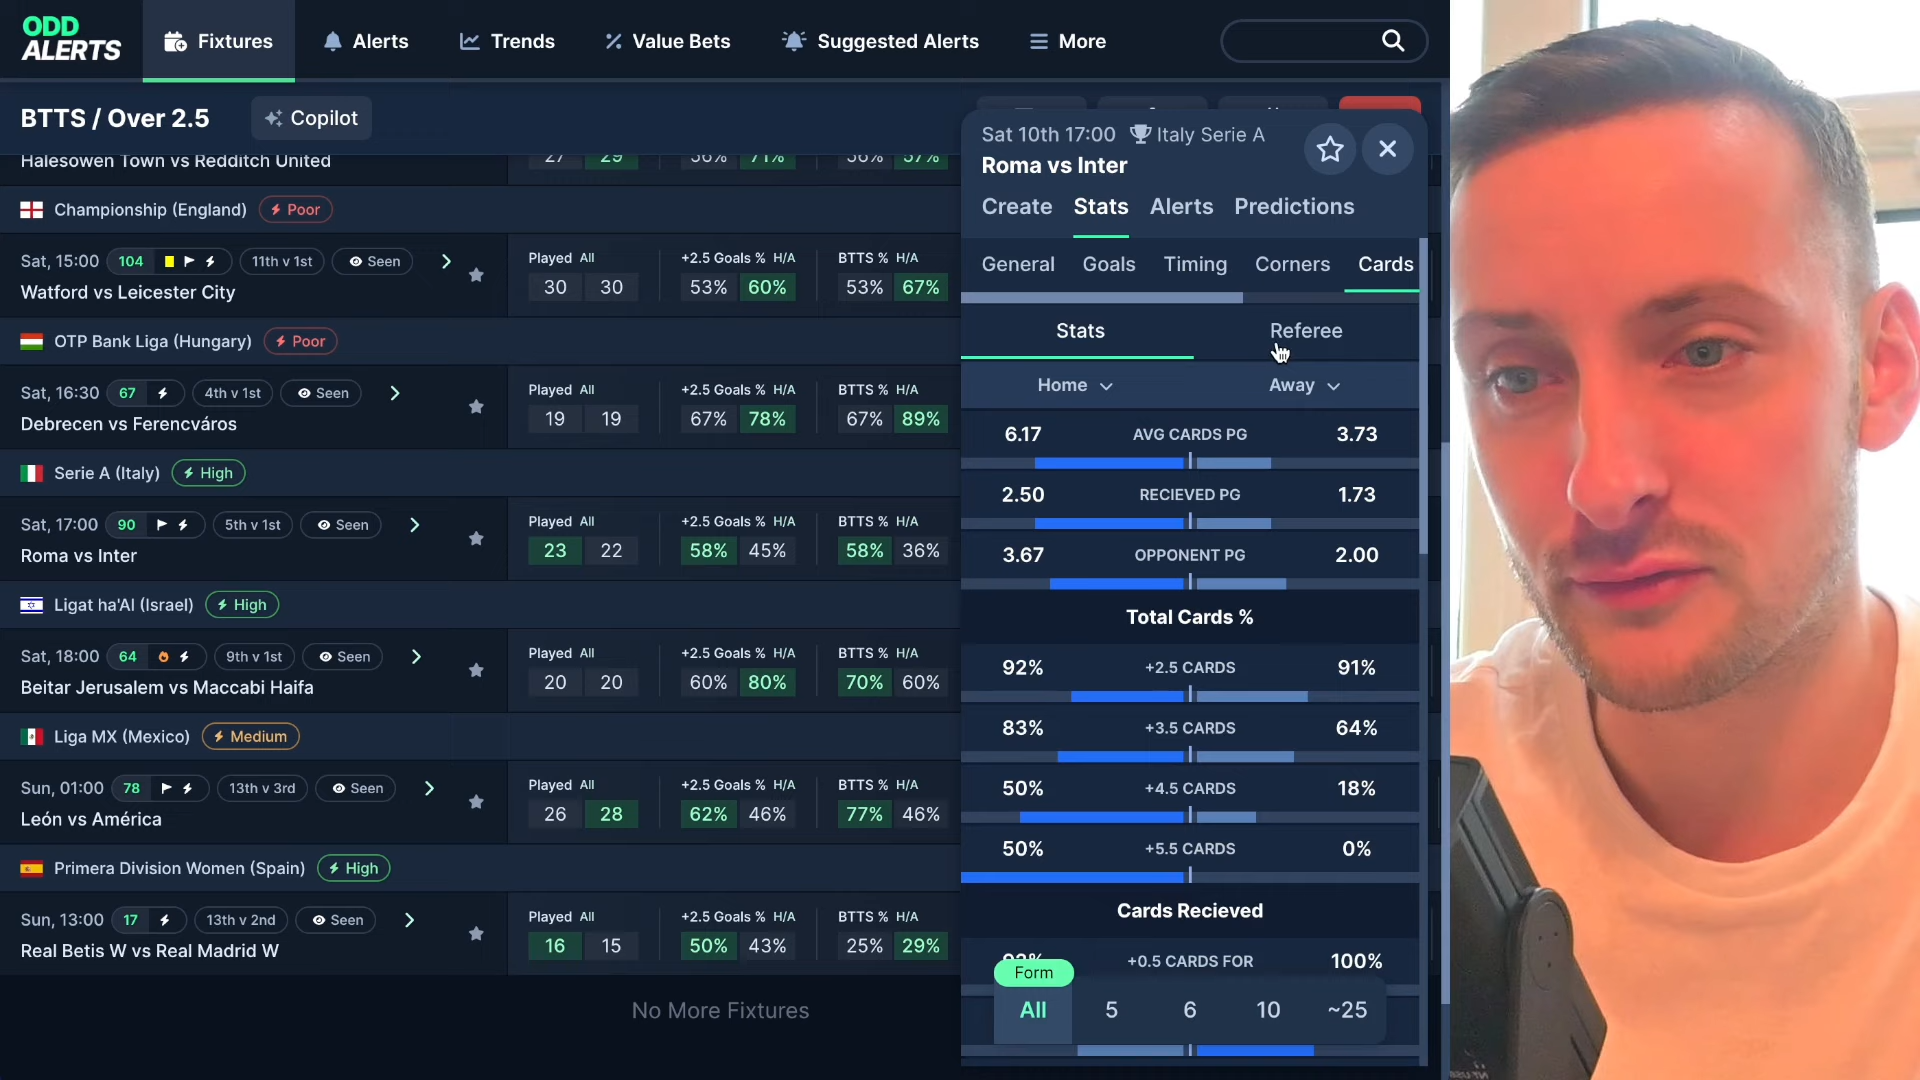 ODD
ALERTS
Fixtures
Alerts
Trends
Value Bets
Suggested Alerts
More
BTTS / Over 2.5
Copilot
Halesowen Town vs Redditch United
27 29 36% 71% 36% 57%
Championship (England) Poor
Sat, 15:00 104 11th v 1st Seen
Watford vs Leicester City
Played All +2.5 Goals % H/A BTTS % H/A
30 30 53% 60% 53% 67%
OTP Bank Liga (Hungary) Poor
Sat, 16:30 67 4th v 1st Seen
Debrecen vs Ferencváros
Played All +2.5 Goals % H/A BTTS % H/A
19 19 67% 78% 67% 89%
Serie A (Italy) High
Sat, 17:00 90 5th v 1st Seen
Roma vs Inter
Played All +2.5 Goals % H/A BTTS % H/A
23 22 58% 45% 58% 36%
Ligat ha'Al (Israel) High
Sat, 18:00 64 9th v 1st Seen
Beitar Jerusalem vs Maccabi Haifa
Played All +2.5 Goals % H/A BTTS % H/A
20 20 60% 80% 70% 60%
Liga MX (Mexico) Medium
Sun, 01:00 78 13th v 3rd Seen
León vs América
Played All +2.5 Goals % H/A BTTS % H/A
26 28 62% 46% 77% 46%
Primera Division Women (Spain) High
Sun, 13:00 17 13th v 2nd Seen
Real Betis W vs Real Madrid W
Played All +2.5 Goals % H/A BTTS % H/A
16 15 50% 43% 25% 29%
No More Fixtures
Sat 10th 17:00 Italy Serie A
Roma vs Inter
Create Stats Alerts Predictions
General Goals Timing Corners Cards
Stats Referee
Home Away
6.17 AVG CARDS PG 3.73
2.50 RECIEVED PG 1.73
3.67 OPPONENT PG 2.00
Total Cards %
92% +2.5 CARDS 91%
83% +3.5 CARDS 64%
50% +4.5 CARDS 18%
50% +5.5 CARDS 0%
Cards Recieved
+0.5 CARDS FOR 100%
Form
All 5 6 10 ~25